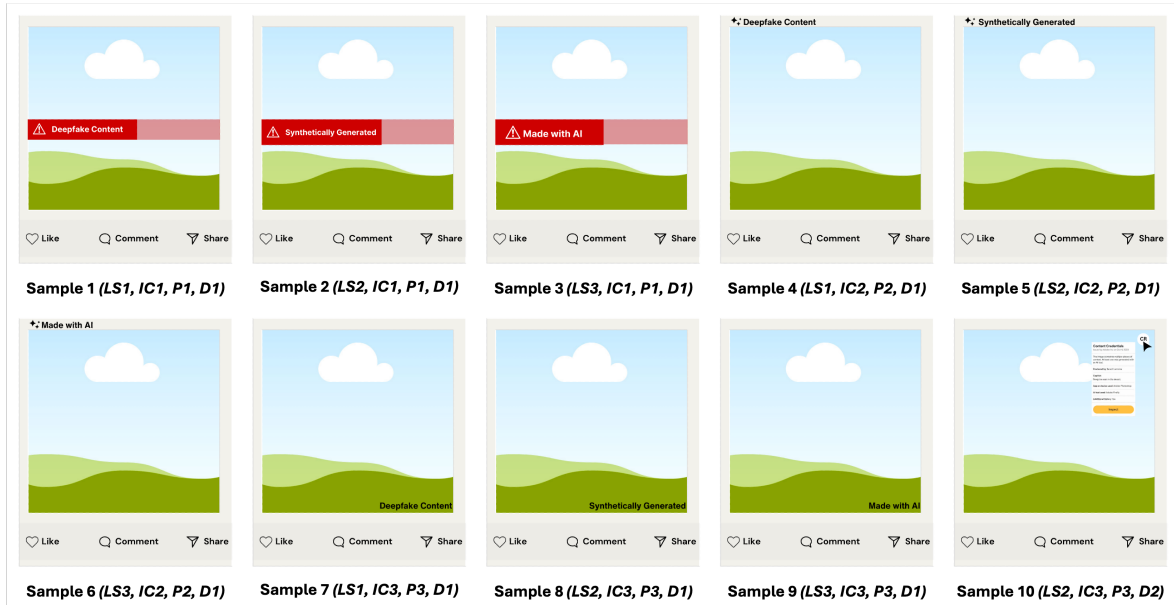 Deepfake Content
Synthetically Generated
Deepfake Content
Synthetically Generated
Made with AI
Like Comment Share
Like Comment Share
Like Comment Share
Like Comment Share
Like Comment Share
Sample 1 (LS1, IC1, P1, D1)
Sample 2 (LS2, IC1, P1, D1)
Sample 3 (LS3, IC1, P1, D1)
Sample 4 (LS1, IC2, P2, D1)
Sample 5 (LS2, IC2, P2, D1)
Made with AI
CR
Content Credentials
Deepfake Content
Synthetically Generated
Made with AI
Like Comment Share
Like Comment Share
Like Comment Share
Like Comment Share
Like Comment Share
Sample 6 (LS3, IC2, P2, D1)
Sample 7 (LS1, IC3, P3, D1)
Sample 8 (LS2, IC3, P3, D1)
Sample 9 (LS3, IC3, P3, D1)
Sample 10 (LS2, IC3, P3, D2)